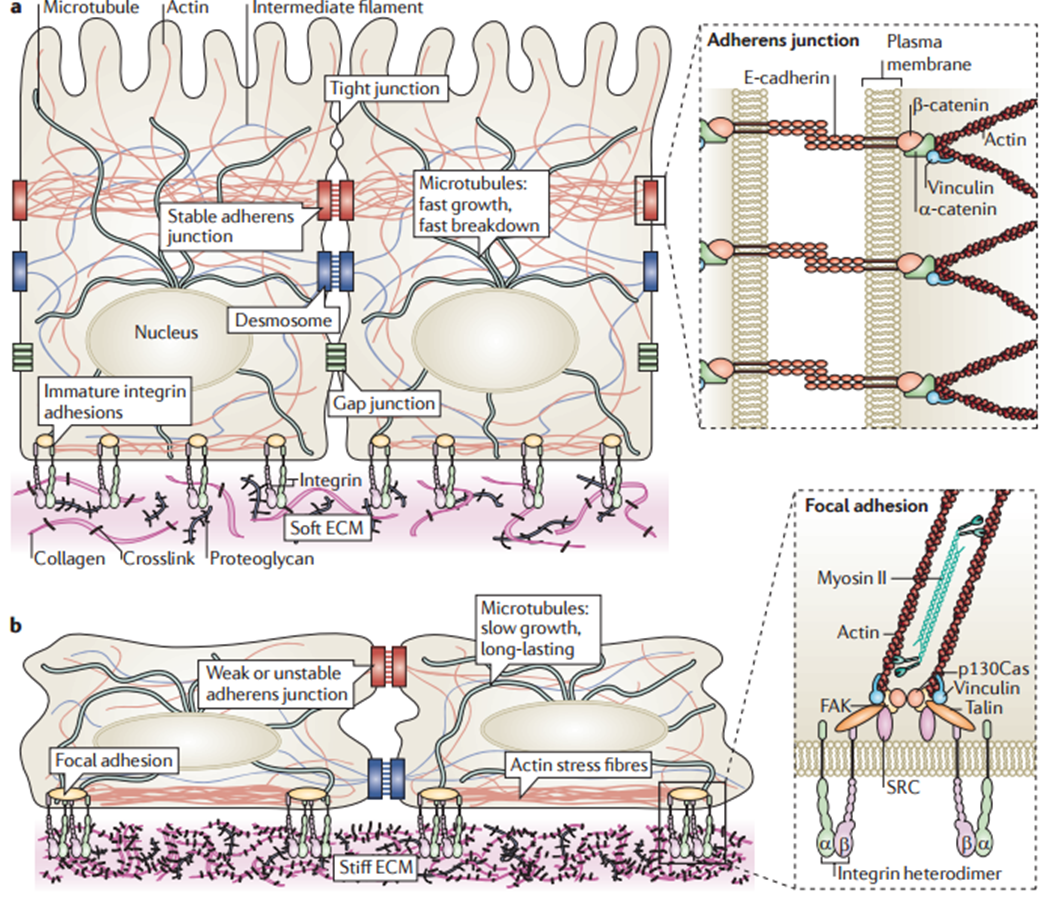 a
Microtubule
Actin
Intermediate filament
Tight junction
Stable adherens
junction
Microtubules:
fast growth,
fast breakdown
Desmosome
Nucleus
Immature integrin
adhesions
Gap junction
Integrin
Soft ECM
Collagen
Crosslink
Proteoglycan
Adherens junction
Plasma
membrane
E-cadherin
β-catenin
Actin
Vinculin
α-catenin
b
Microtubules:
slow growth,
long-lasting
Weak or unstable
adherens junction
Focal adhesion
Actin stress fibres
Stiff ECM
Focal adhesion
Myosin II
Actin
p130Cas
Vinculin
FAK
Talin
SRC
α β
β α
Integrin heterodimer